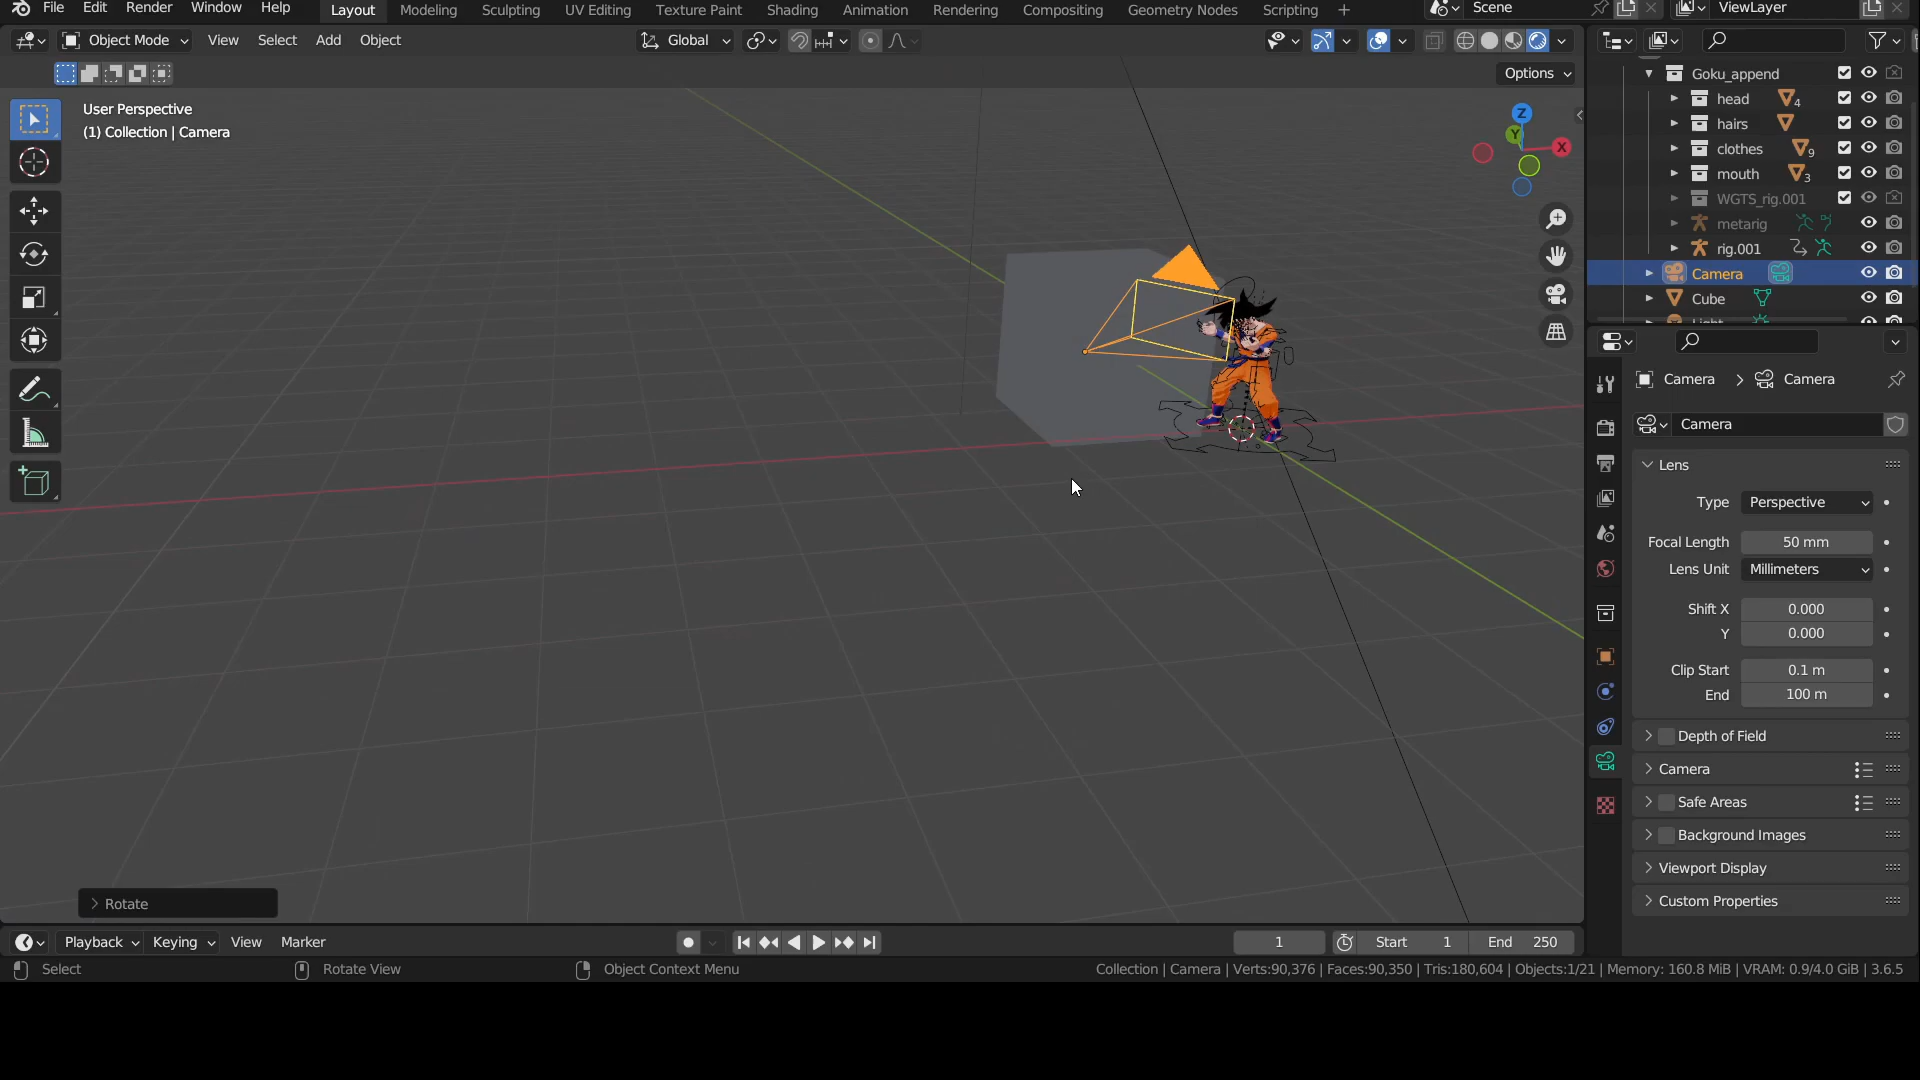 File Edit Render Window Help Layout Modeling Sculpting UV Editing Texture Paint Shading Animation Rendering Compositing Geometry Nodes Scripting + Scene ViewLayer
Object Mode View Select Add Object Global
Options
User Perspective
(1) Collection | Camera
Z
Y
X
Goku_append
head 4
hairs
clothes 9
mouth 3
WGTS_rig.001
metarig
rig.001
Camera
Cube
Camera > Camera
Camera
Lens
Type Perspective
Focal Length 50 mm
Lens Unit Millimeters
Shift X 0.000
Y 0.000
Clip Start 0.1 m
End 100 m
Depth of Field
Camera
Safe Areas
Background Images
Viewport Display
Custom Properties
Rotate
Playback Keying View Marker 1 Start 1 End 250
Select Rotate View Object Context Menu Collection | Camera | Verts:90,376 | Faces:90,350 | Tris:180,604 | Objects:1/21 | Memory: 160.8 MiB | VRAM: 0.9/4.0 GiB | 3.6.5